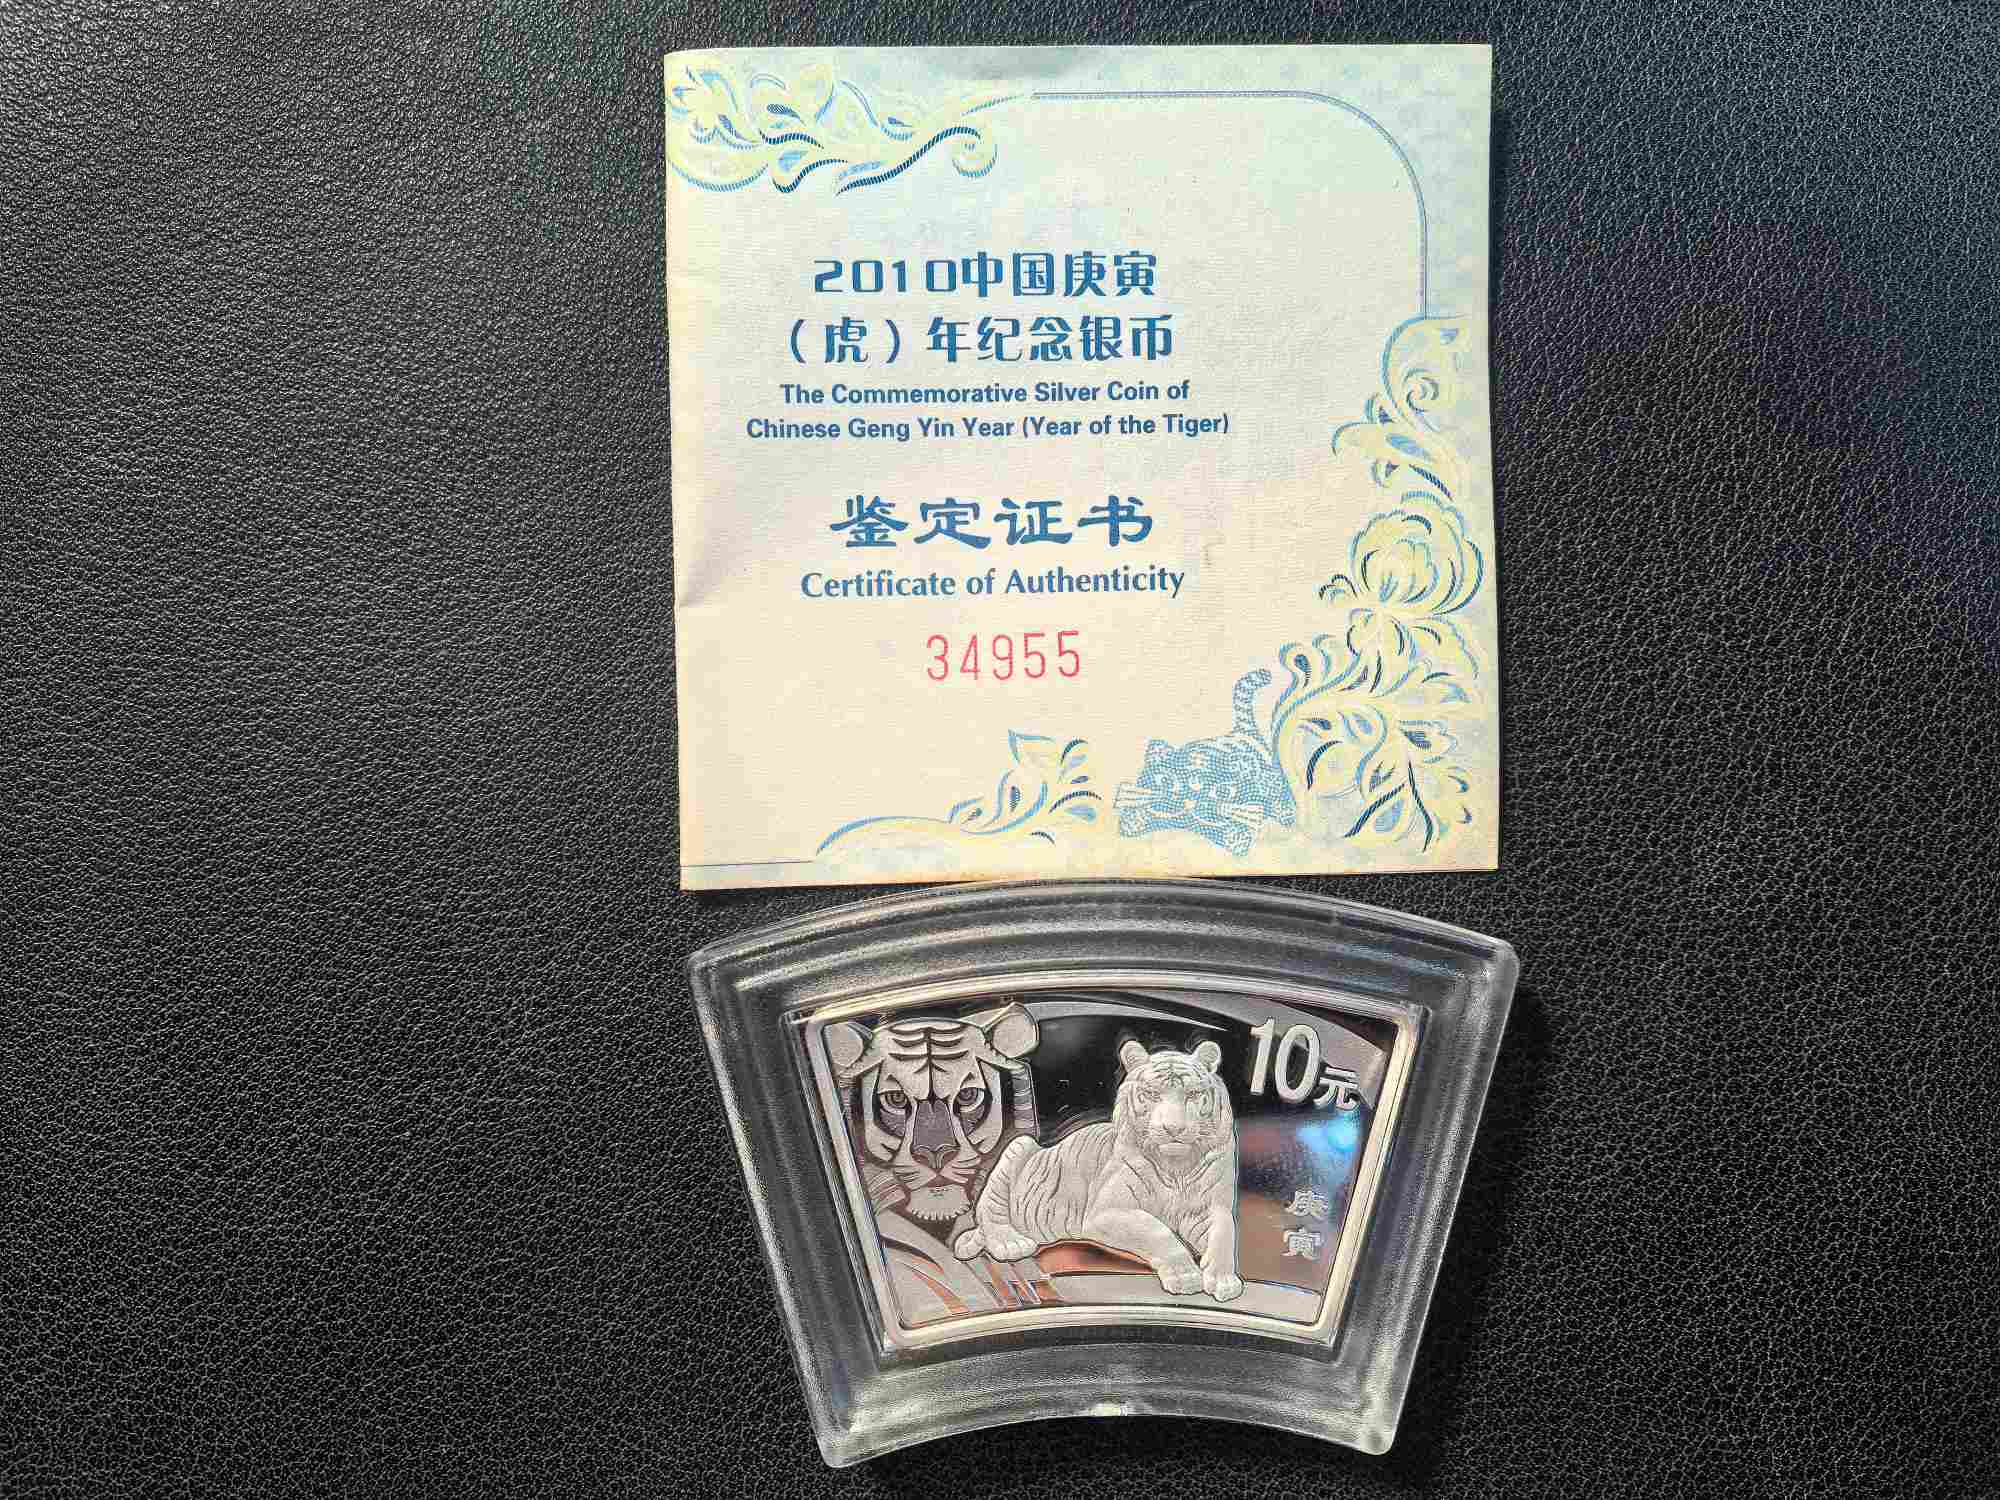 2010中国庚寅
（虎）年纪念银币
The Commemorative Silver Coin of
Chinese Geng Yin Year (Year of the Tiger)
鉴定证书
Certificate of Authenticity
34955
10元
庚
寅